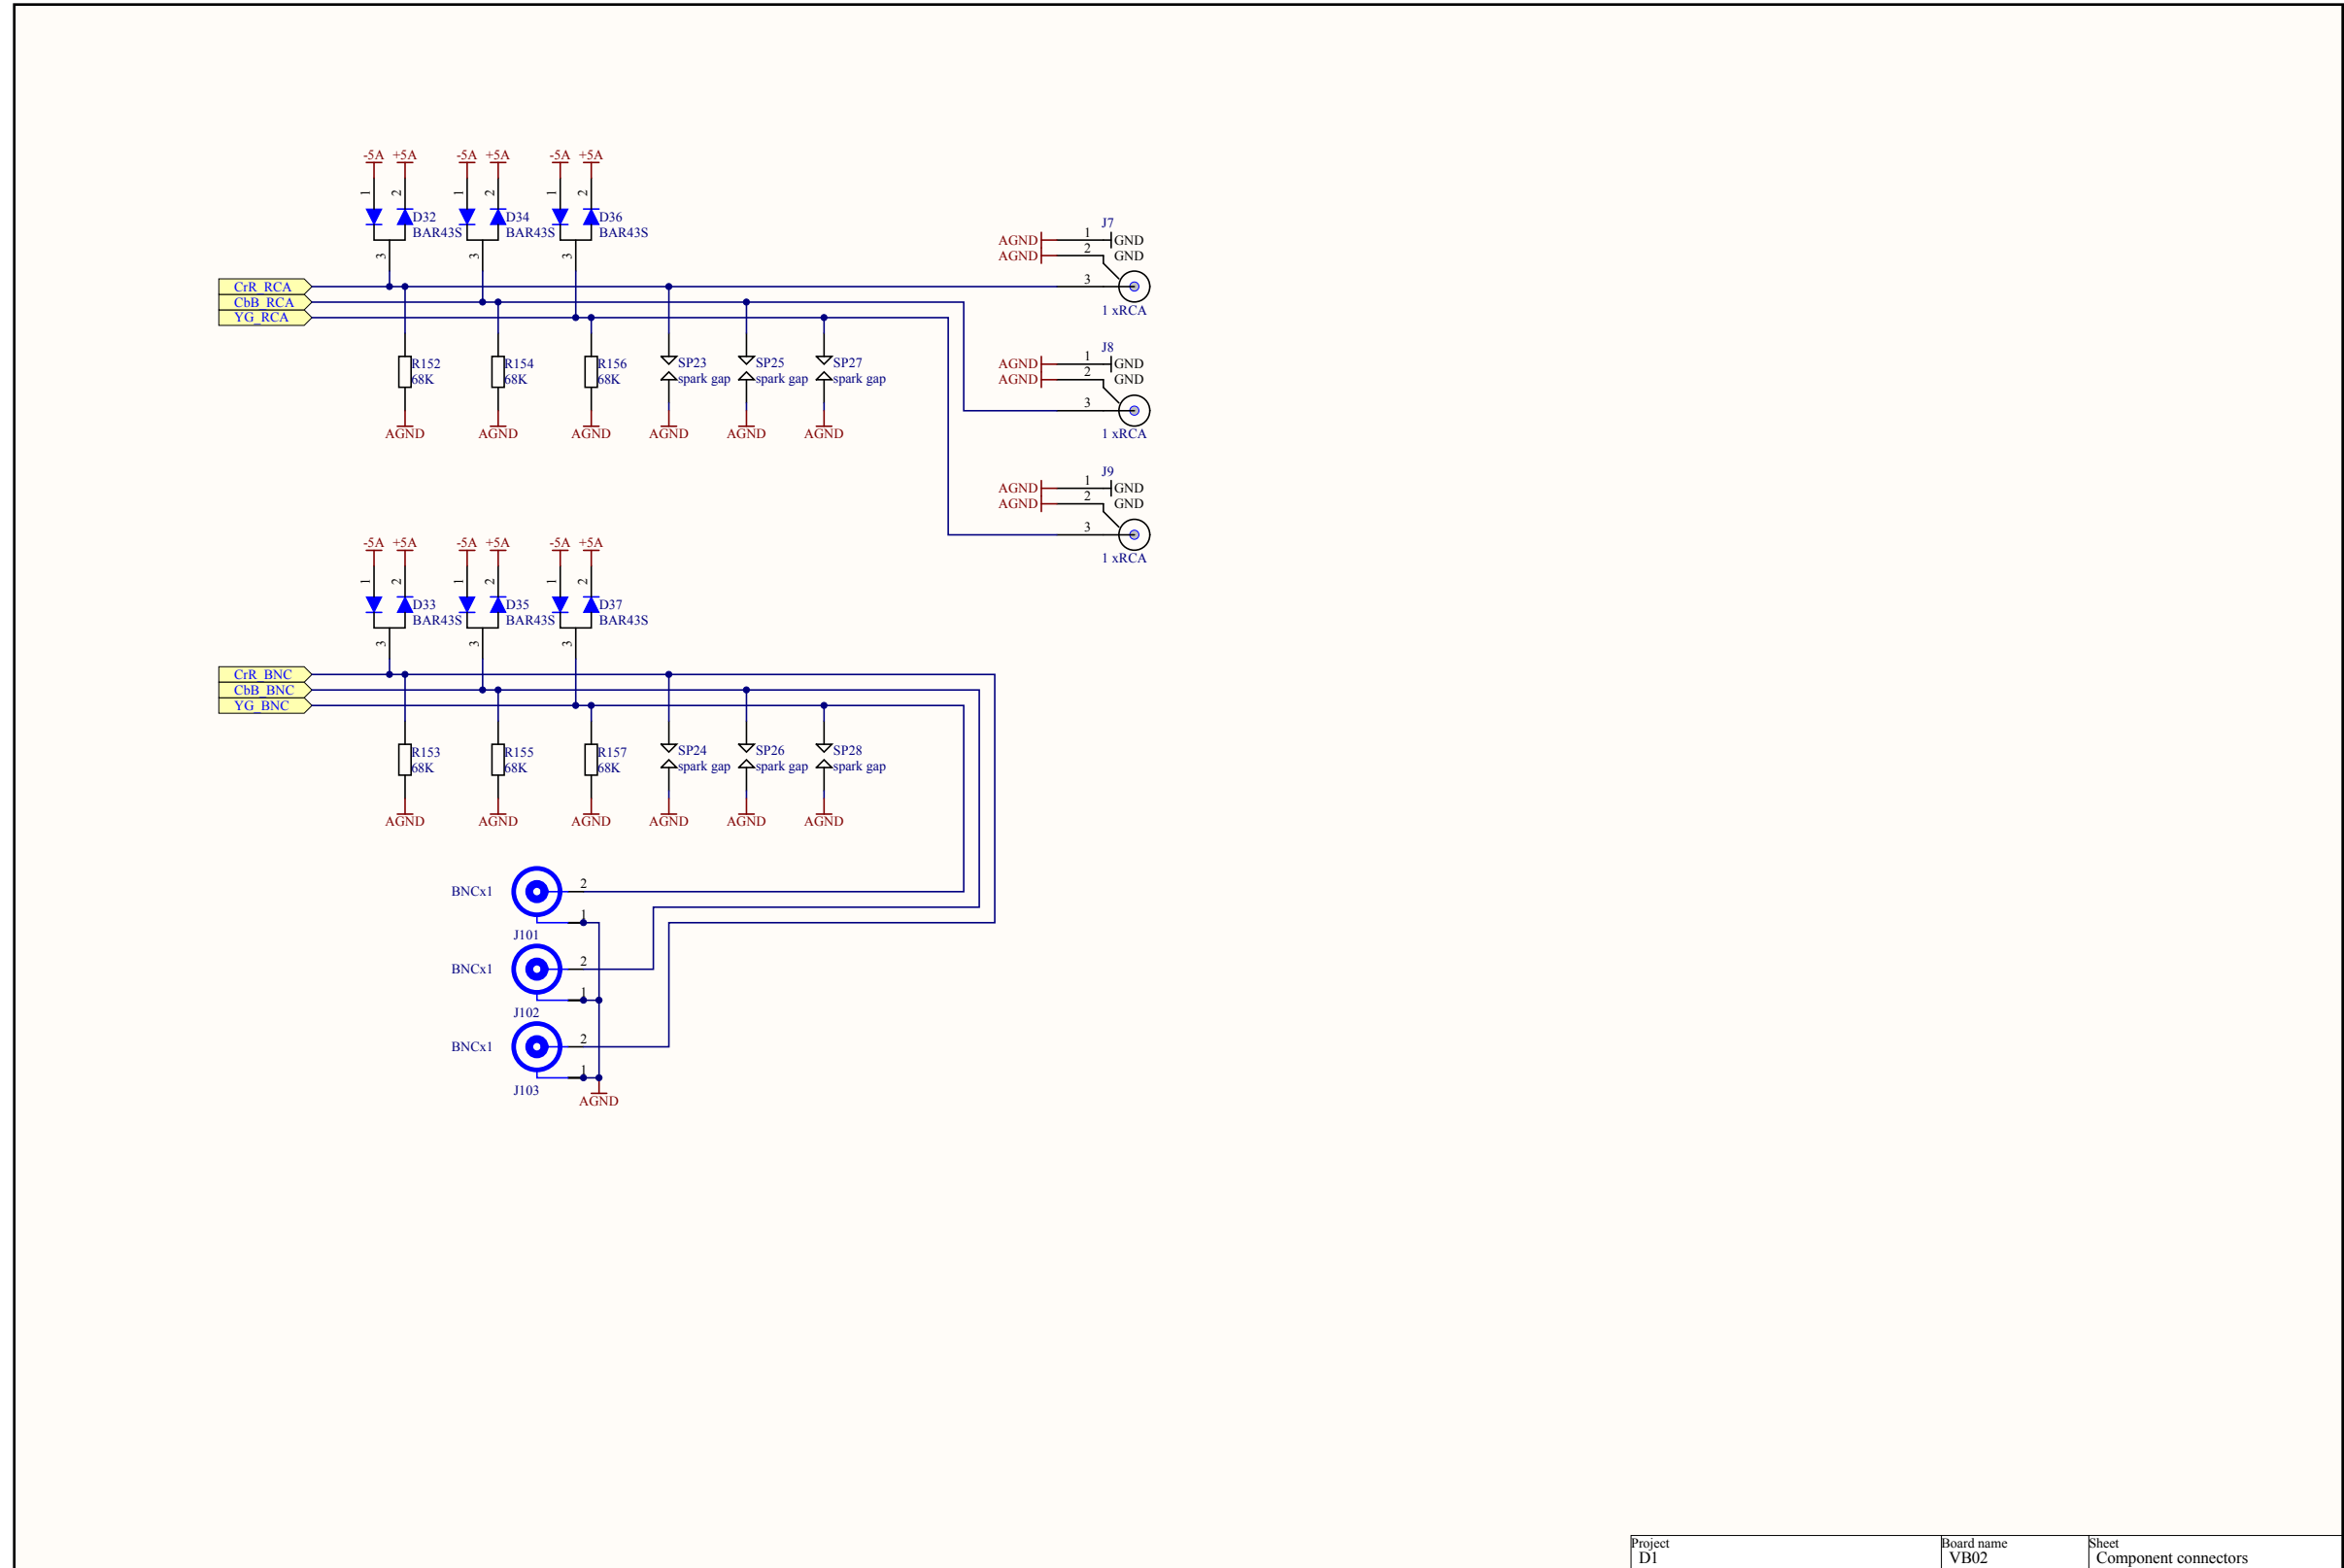 -5A +5A -5A +5A -5A +5A
1 2 1 2 1 2
D32 D34 D36
BAR43S BAR43S BAR43S
3 3 3
J7
AGND 1 GND
AGND 2 GND
3
1 xRCA
CrR_RCA
CbB_RCA
YG_RCA
R152 R154 R156 SP23 SP25 SP27
68K 68K 68K spark gap spark gap spark gap
AGND AGND AGND AGND AGND AGND
J8
AGND 1 GND
AGND 2 GND
3
1 xRCA
J9
AGND 1 GND
AGND 2 GND
3
1 xRCA
-5A +5A -5A +5A -5A +5A
1 2 1 2 1 2
D33 D35 D37
BAR43S BAR43S BAR43S
3 3 3
CrR_BNC
CbB_BNC
YG_BNC
R153 R155 R157 SP24 SP26 SP28
68K 68K 68K spark gap spark gap spark gap
AGND AGND AGND AGND AGND AGND
BNCx1 2
1
J101
BNCx1 2
1
J102
BNCx1 2
1
J103
AGND
Project Board name Sheet
D1 VB02 Component connectors